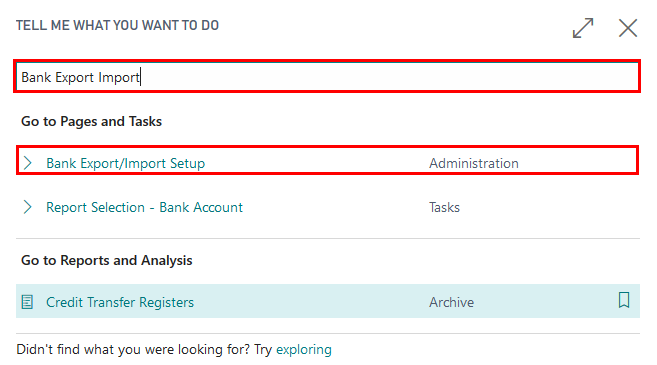 TELL ME WHAT YOU WANT TO DO
Bank Export Import
Go to Pages and Tasks
Bank Export/Import Setup Administration
Report Selection - Bank Account Tasks
Go to Reports and Analysis
Credit Transfer Registers Archive
Didn't find what you were looking for? Try exploring